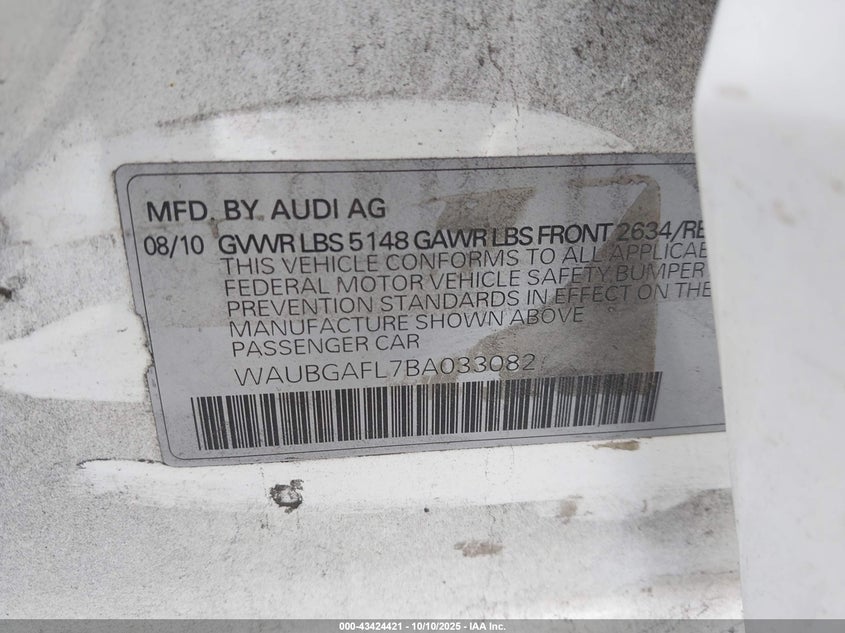 MFD. BY AUDI AG
08/10 GVWR LBS 5148 GAWR LBS FRONT 2634/RE
THIS VEHICLE CONFORMS TO ALL APPLICAB
FEDERAL MOTOR VEHICLE SAFETY, BUMPER
PREVENTION STANDARDS IN EFFECT ON THE
MANUFACTURE SHOWN ABOVE
PASSENGER CAR
WAUBGAFL7BA033082
000-43424421 - 10/10/2025 - IAA Inc.